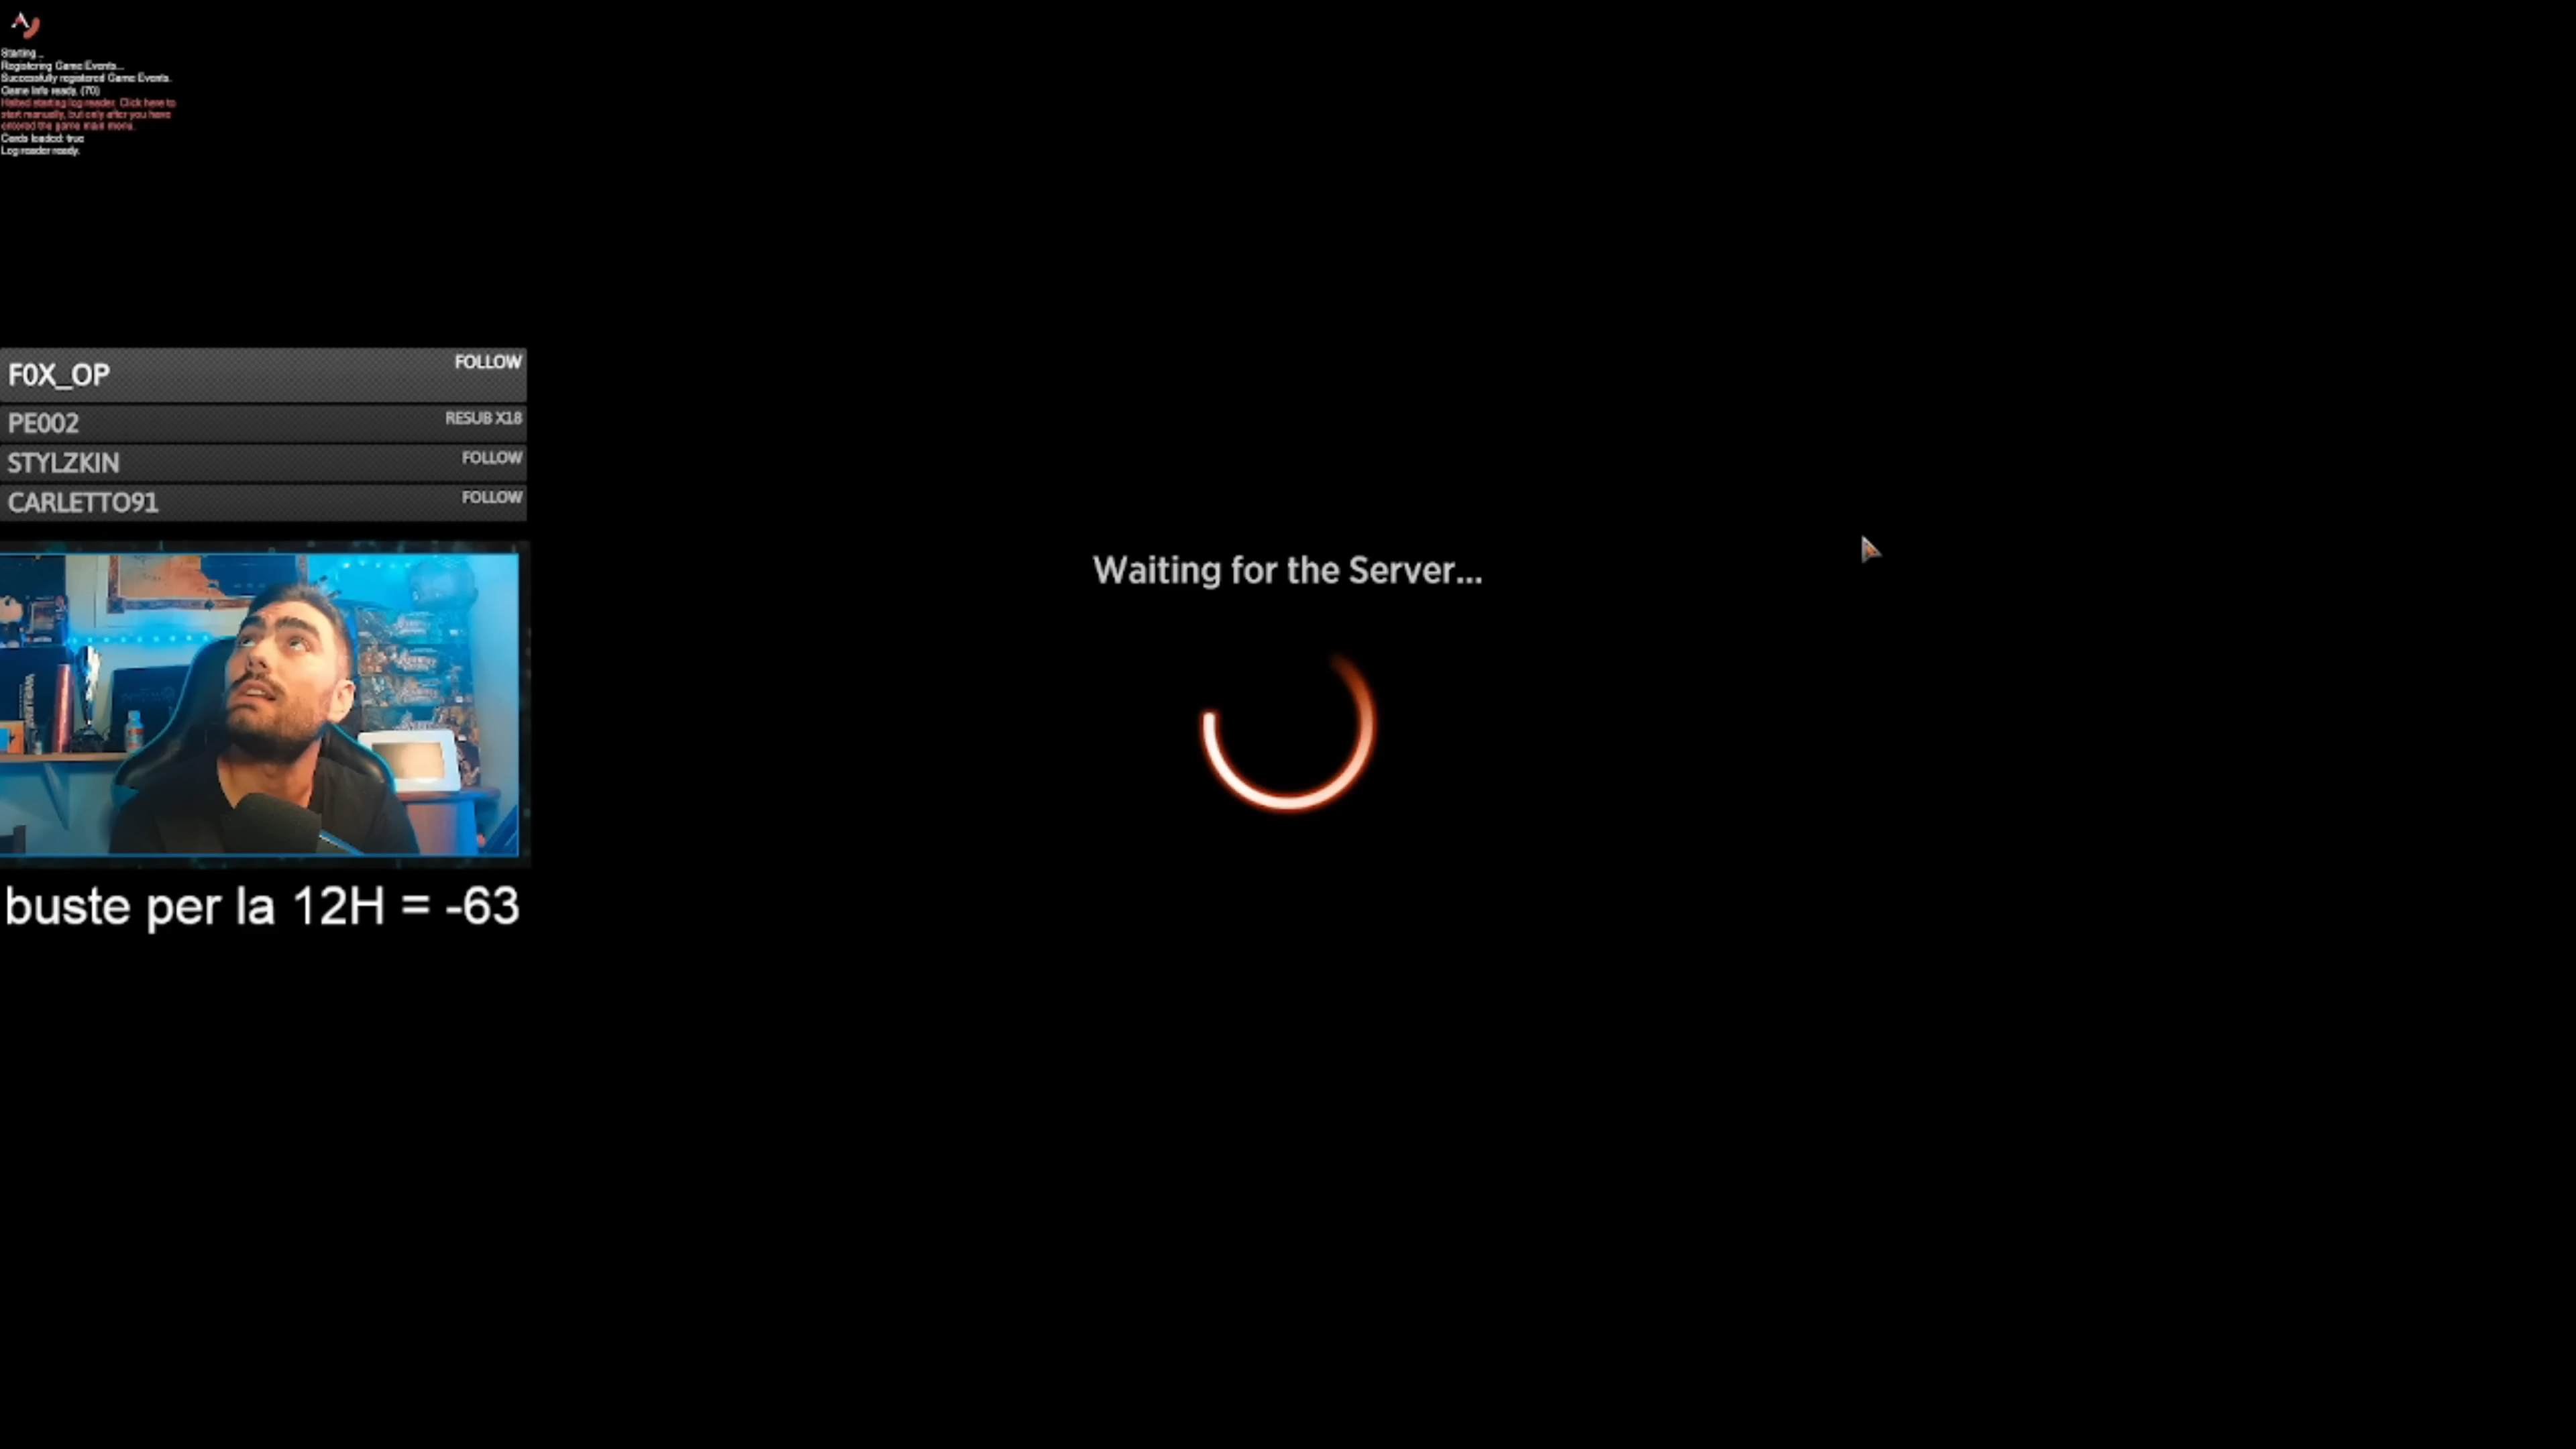 Starting...
Registering Game Events...
Successfully registered Game Events.
Game Info ready. (70)
Halted starting log reader. Click here to
start manually, but only after you have
entered the game main menu.
Cards loaded: true
Log reader ready.
F0X_OP FOLLOW
PE002 RESUB X18
STYLZKIN FOLLOW
CARLETTO91 FOLLOW
Waiting for the Server...
buste per la 12H = -63